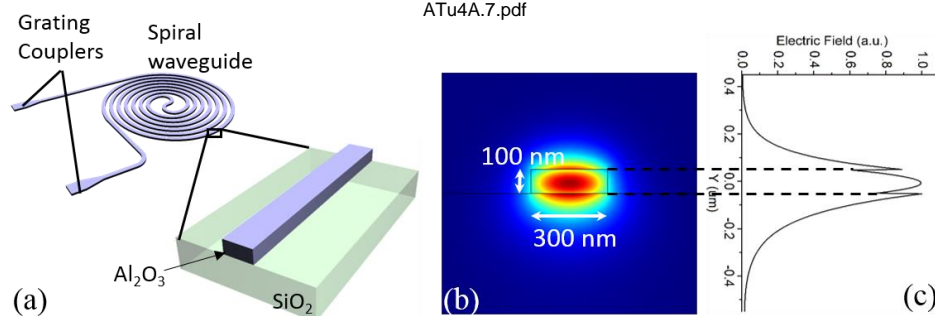 ATu4A.7.pdf
Grating
Couplers
Spiral
waveguide
Al₂O₃
SiO₂
(a)
100 nm
300 nm
(b)
Electric Field (a.u.)
0.0 0.2 0.4 0.6 0.8 1.0
0.4
0.2
0.0
-0.2
-0.4
Y (um)
(c)